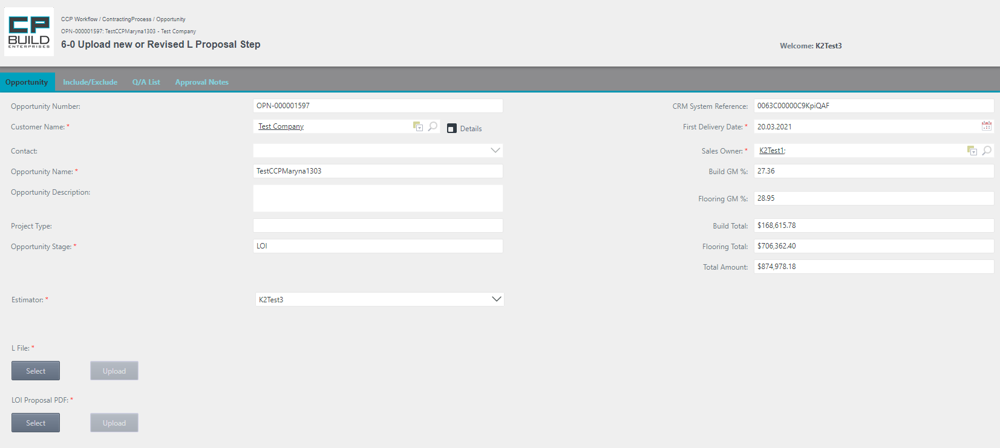 CP
BUILD
ENTERPRISES
CCP Workflow / ContractingProcess / Opportunity
OPN-000001597: TestCCPMaryna1303 - Test Company
6-0 Upload new or Revised L Proposal Step
Welcome: K2Test3
Opportunity Include/Exclude Q/A List Approval Notes
Opportunity Number: OPN-000001597 CRM System Reference: 0063C00000C9KpiQAF
Customer Name: * Test Company Details First Delivery Date: * 20.03.2021
Contact: Sales Owner: * K2Test1;
Opportunity Name: * TestCCPMaryna1303 Build GM %: 27.36
Opportunity Description: Flooring GM %: 28.95
Project Type: Build Total: $168,615.78
Opportunity Stage: * LOI Flooring Total: $706,362.40
Total Amount: $874,978.18
Estimator: * K2Test3
L File: *
Select Upload
LOI Proposal PDF: *
Select Upload